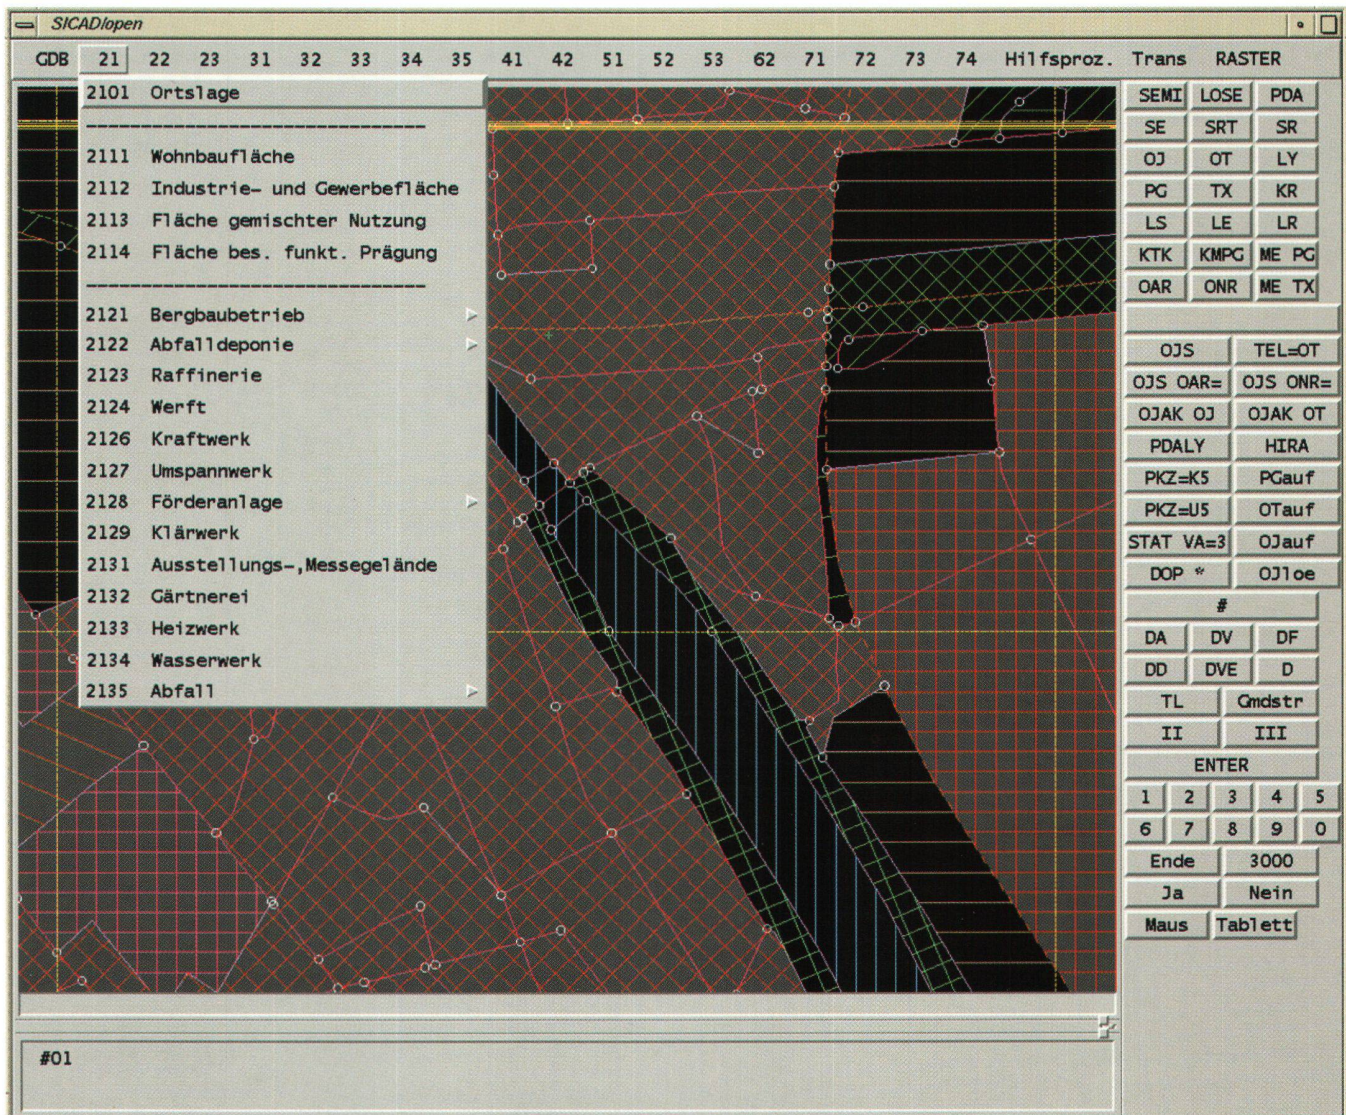 SICAD/open
GDB 21 22 23 31 32 33 34 35 41 42 51 52 53 62 71 72 73 74 Hilfsproz. Trans RASTER
2101 Ortslage
2111 Wohnbaufläche
2112 Industrie- und Gewerbefläche
2113 Fläche gemischter Nutzung
2114 Fläche bes. funkt. Prägung
2121 Bergbaubetrieb
2122 Abfalldeponie
2123 Raffinerie
2124 Werft
2126 Kraftwerk
2127 Umspannwerk
2128 Förderanlage
2129 Klärwerk
2131 Ausstellungs-,Messegelände
2132 Gärtnerei
2133 Heizwerk
2134 Wasserwerk
2135 Abfall
SEMI LOSE PDA
SE SRT SR
OJ OT LY
PG TX KR
LS LE LR
KTK KMPG ME PG
OAR ONR ME TX
OJS TEL=OT
OJS OAR= OJS ONR=
OJAK OJ OJAK OT
PDALY HIRA
PKZ=K5 PGauf
PKZ=U5 OTauf
STAT VA=3 OJauf
DOP * OJloe
#
DA DV DF
DD DVE D
TL Gmdstr
II III
ENTER
1 2 3 4 5
6 7 8 9 0
Ende 3000
Ja Nein
Maus Tablett
#01